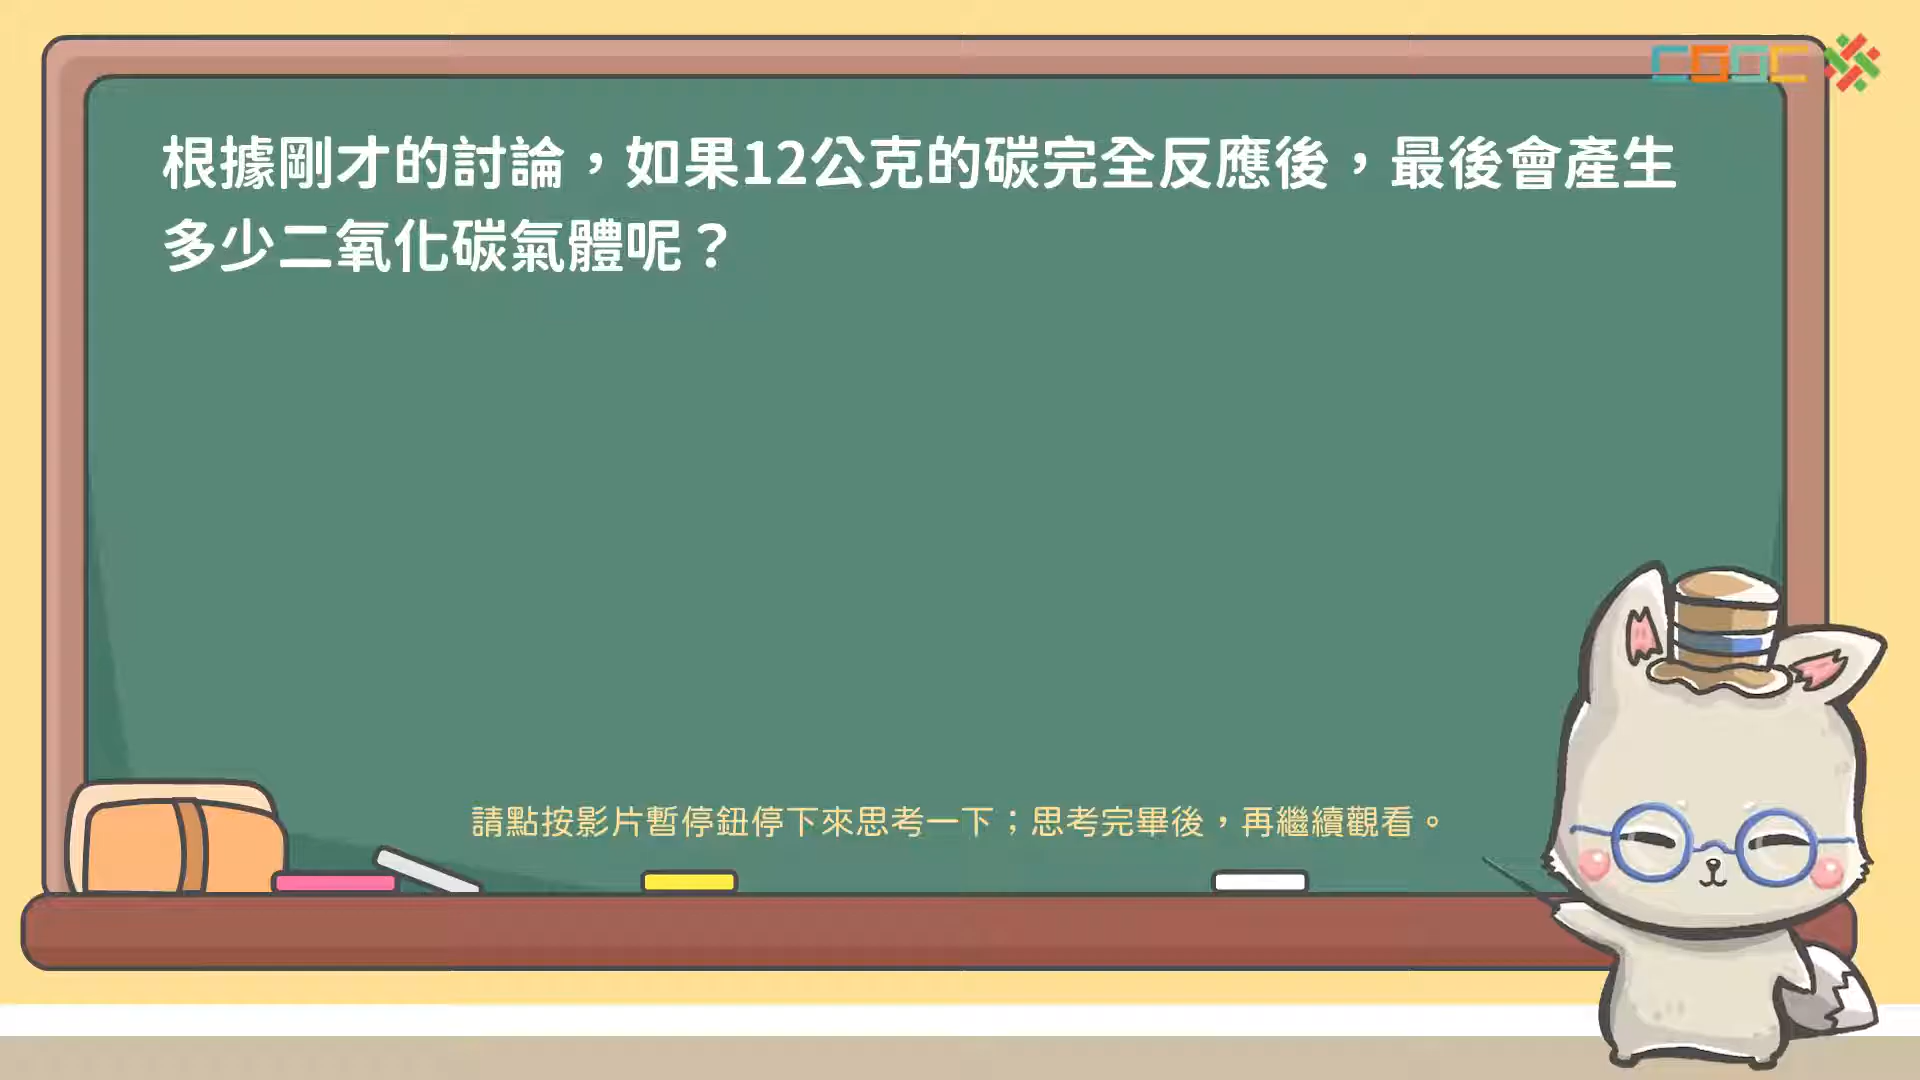 CGOC
根據剛才的討論，如果12公克的碳完全反應後，最後會產生
多少二氧化碳氣體呢？
請點按影片暫停鈕停下來思考一下；思考完畢後，再繼續觀看。